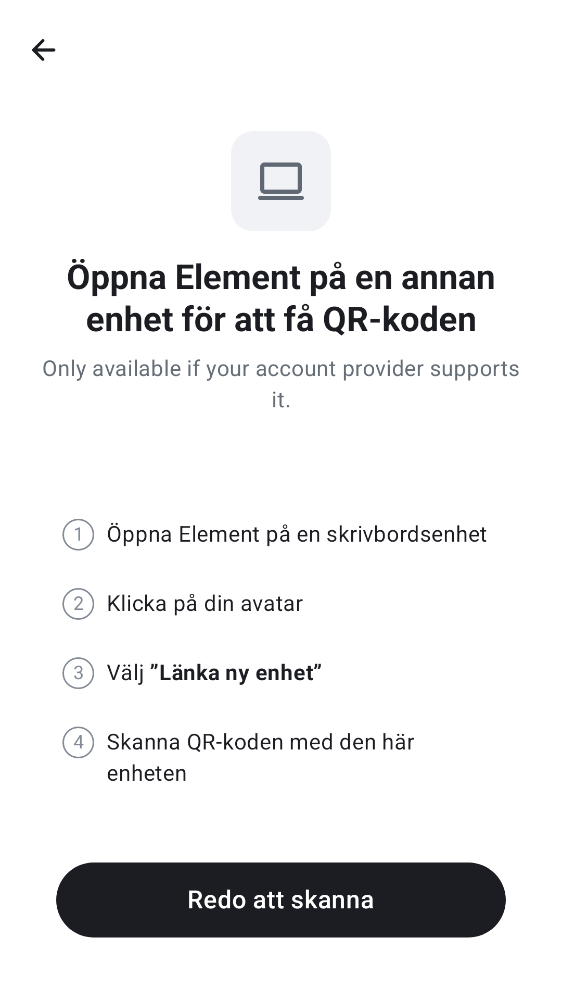 Öppna Element på en annan
enhet för att få QR-koden
Only available if your account provider supports
it.
1 Öppna Element på en skrivbordsenhet
2 Klicka på din avatar
3 Välj ”Länka ny enhet”
4 Skanna QR-koden med den här
enheten
Redo att skanna